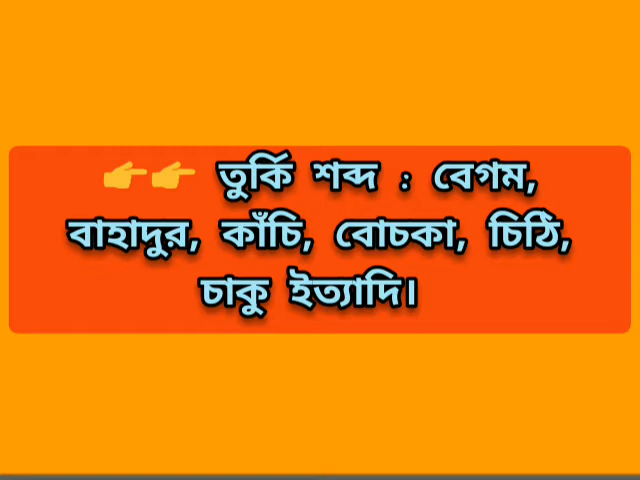 👉👉 তুর্কি শব্দ : বেগম,
বাহাদুর, কাঁচি, বোচকা, চিঠি,
চাকু ইত্যাদি।